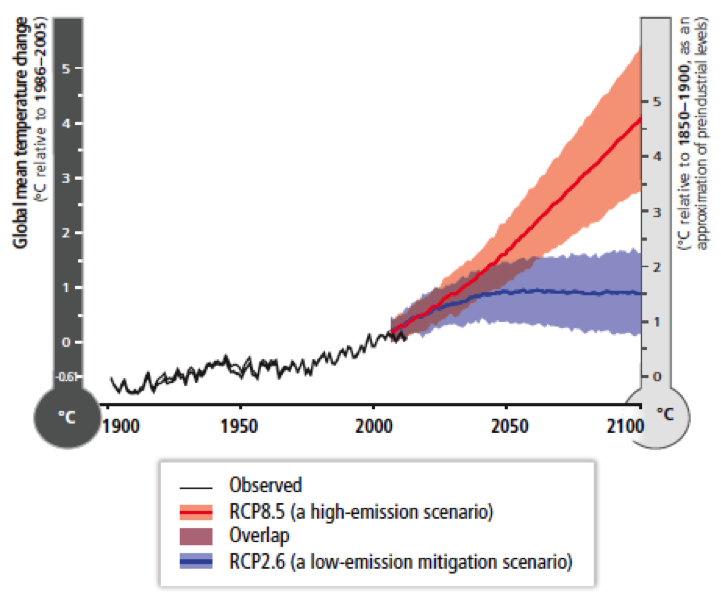 Global mean temperature change
(°C relative to 1986–2005)
5
4
3
2
1
0
-0.61
°C
(°C relative to 1850–1900, as an
approximation of preindustrial levels)
5
4
3
2
1
0
°C
1900
1950
2000
2050
2100
Observed
RCP8.5 (a high-emission scenario)
Overlap
RCP2.6 (a low-emission mitigation scenario)